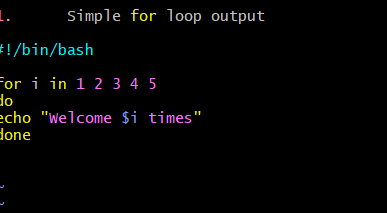 1.      Simple for loop output
#!/bin/bash
for i in 1 2 3 4 5
do
echo "Welcome $i times"
done
~
~